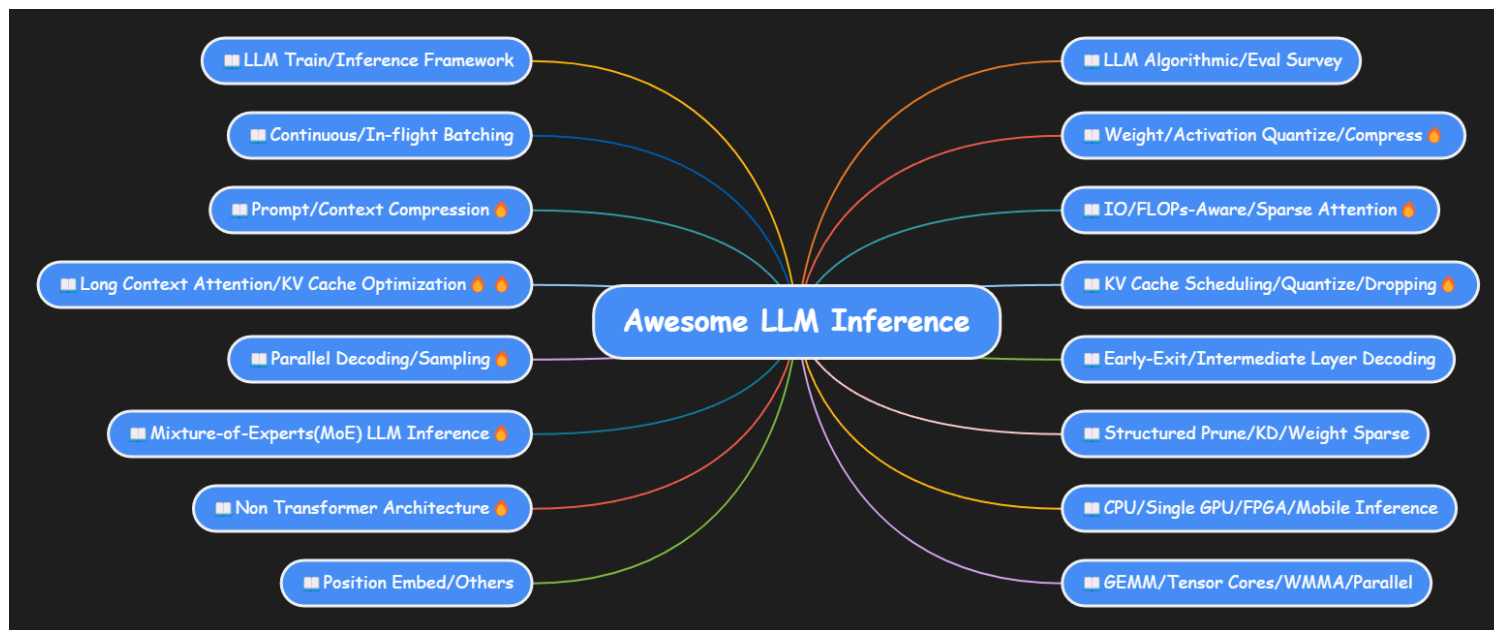 📖LLM Train/Inference Framework
📖Continuous/In-flight Batching
📖Prompt/Context Compression🔥
📖Long Context Attention/KV Cache Optimization🔥 🔥
📖Parallel Decoding/Sampling🔥
📖Mixture-of-Experts(MoE) LLM Inference🔥
📖Non Transformer Architecture🔥
📖Position Embed/Others
Awesome LLM Inference
📖LLM Algorithmic/Eval Survey
📖Weight/Activation Quantize/Compress🔥
📖IO/FLOPs-Aware/Sparse Attention🔥
📖KV Cache Scheduling/Quantize/Dropping🔥
📖Early-Exit/Intermediate Layer Decoding
📖Structured Prune/KD/Weight Sparse
📖CPU/Single GPU/FPGA/Mobile Inference
📖GEMM/Tensor Cores/WMMA/Parallel